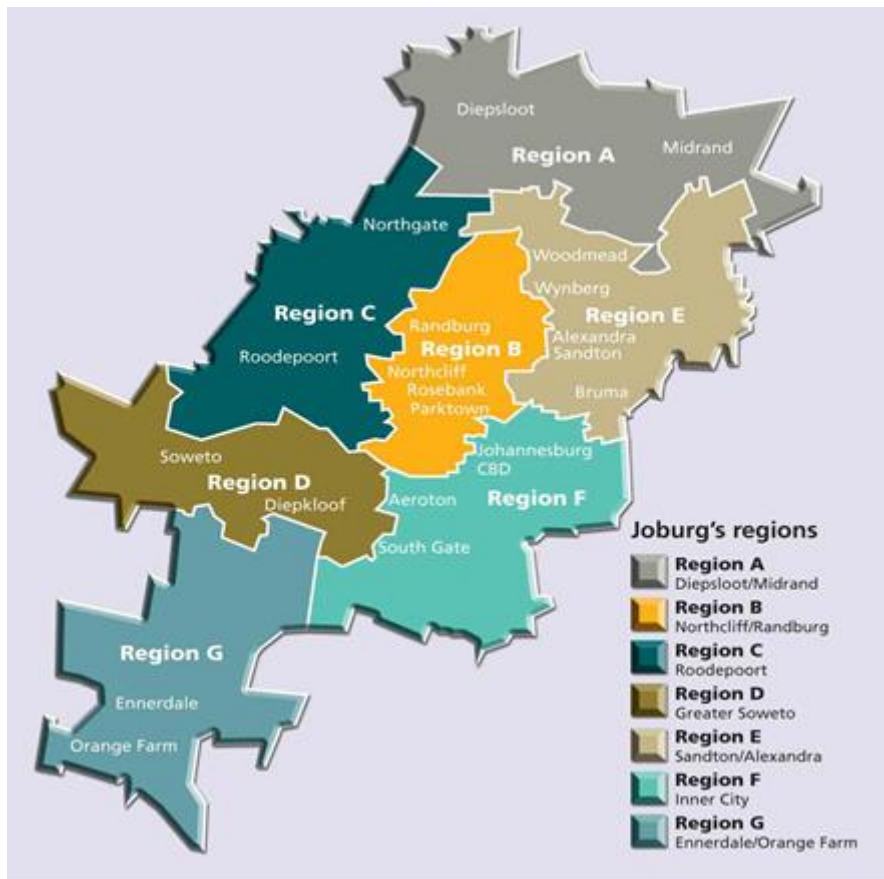 Diepsloot
Midrand
Region A
Northgate
Woodmead
Wynberg
Region C
Region E
Randburg
Alexandra
Region B
Sandton
Roodepoort
Northcliff
Rosebank
Bruma
Parktown
Johannesburg
CBD
Soweto
Region D
Diepkloof
Aeroton
Region F
South Gate
Region G
Ennerdale
Orange Farm
Joburg's regions
Region A
Diepsloot/Midrand
Region B
Northcliff/Randburg
Region C
Roodepoort
Region D
Greater Soweto
Region E
Sandton/Alexandra
Region F
Inner City
Region G
Ennerdale/Orange Farm